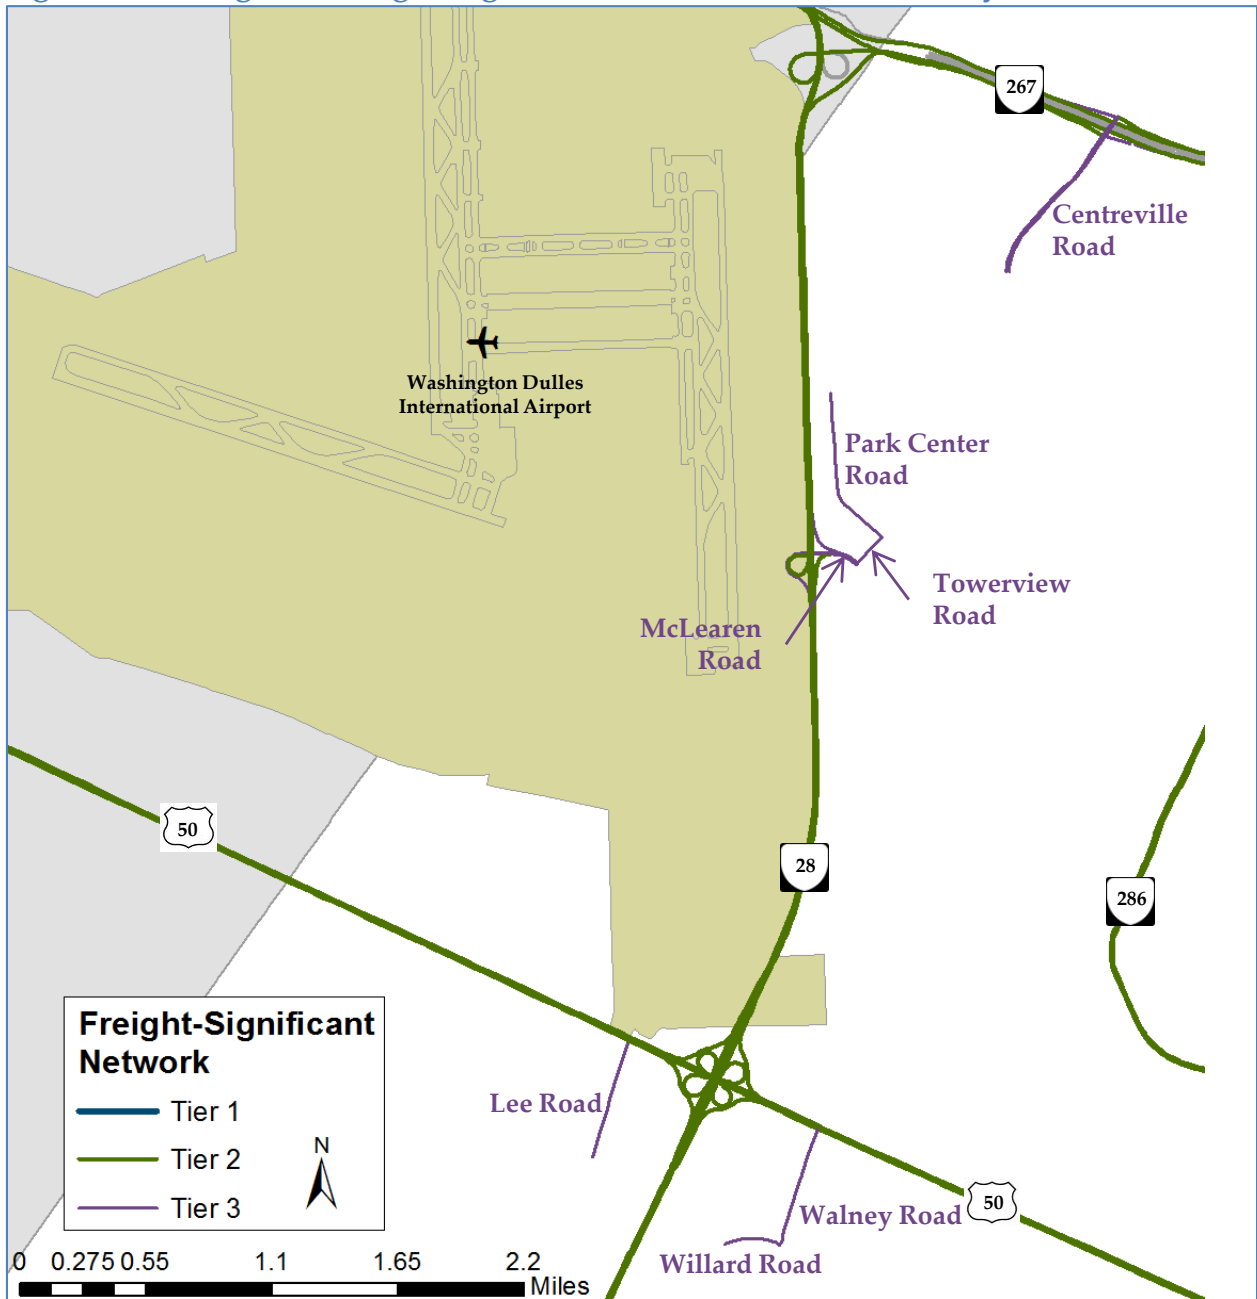 267
Centreville
Road
Washington Dulles
International Airport
Park Center
Road
Towerview
Road
McLearen
Road
50
28
286
Freight-Significant
Network
Tier 1
Tier 2
Tier 3
N
Lee Road
Walney Road
50
Willard Road
0 0.275 0.55 1.1 1.65 2.2
Miles